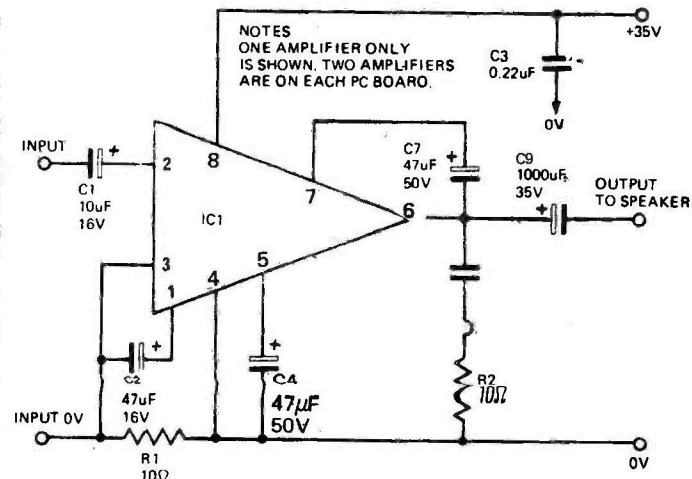 NOTES
ONE AMPLIFIER ONLY
IS SHOWN. TWO AMPLIFIERS
ARE ON EACH PC BOARD.
+35V
C3
0.22uF
0V
INPUT
+
C1
10uF
16V
2
8
7
IC1
6
C7
47uF
50V
+
C9
1000uF
35V
+
OUTPUT
TO SPEAKER
3
1
4
5
+
C2
47uF
16V
+
C4
47µF
50V
R2
10Ω
INPUT 0V
R1
10Ω
0V